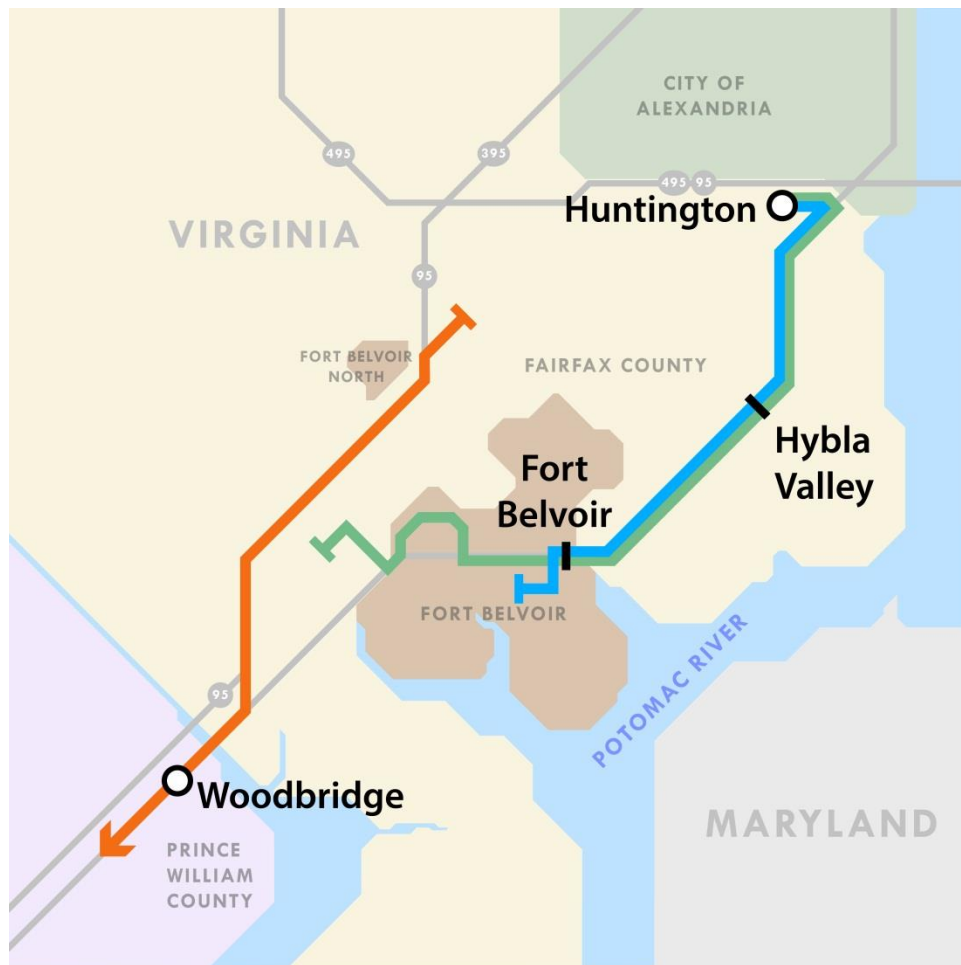 CITY OF
ALEXANDRIA
495
395
495
95
Huntington
VIRGINIA
95
FORT BELVOIR
NORTH
FAIRFAX COUNTY
Hybla
Valley
Fort
Belvoir
FORT BELVOIR
POTOMAC RIVER
95
Woodbridge
MARYLAND
PRINCE
WILLIAM
COUNTY